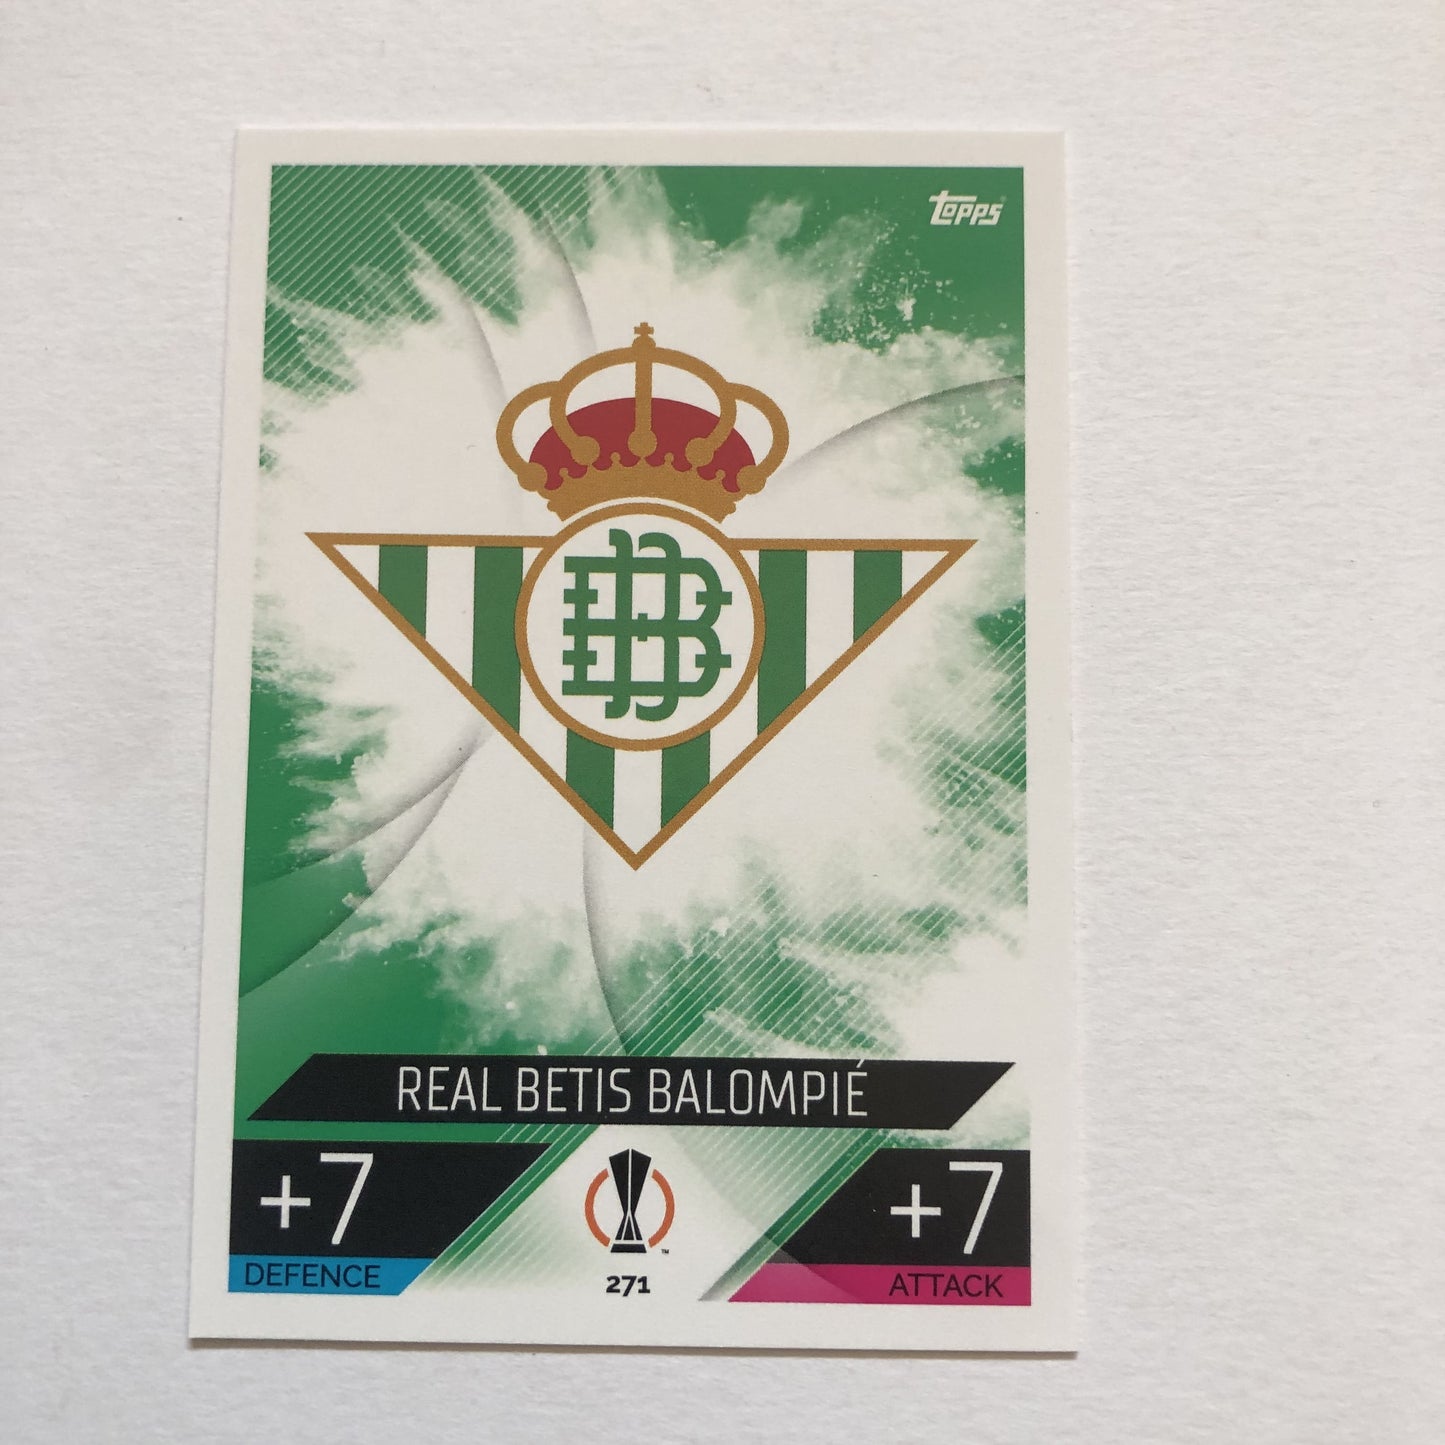 topps
REAL BETIS BALOMPIÉ
+7
+7
DEFENCE
271
ATTACK